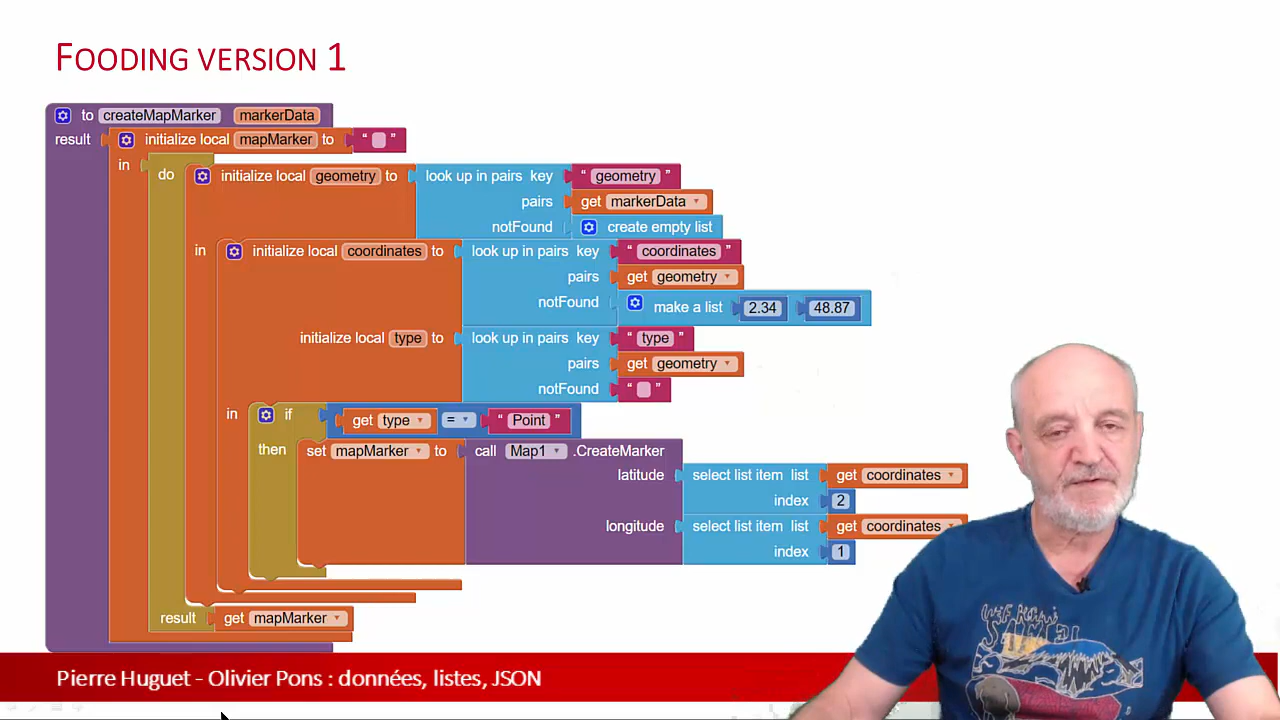 FOODING VERSION 1
to createMapMarker markerData
result initialize local mapMarker to " "
in do initialize local geometry to look up in pairs key " geometry "
pairs get markerData
notFound create empty list
in initialize local coordinates to look up in pairs key " coordinates "
pairs get geometry
notFound make a list 2.34 48.87
initialize local type to look up in pairs key " type "
pairs get geometry
notFound " "
in if get type = " Point "
then set mapMarker to call Map1 .CreateMarker
latitude select list item list get coordinates
index 2
longitude select list item list get coordinates
index 1
result get mapMarker
Pierre Huguet - Olivier Pons : données, listes, JSON